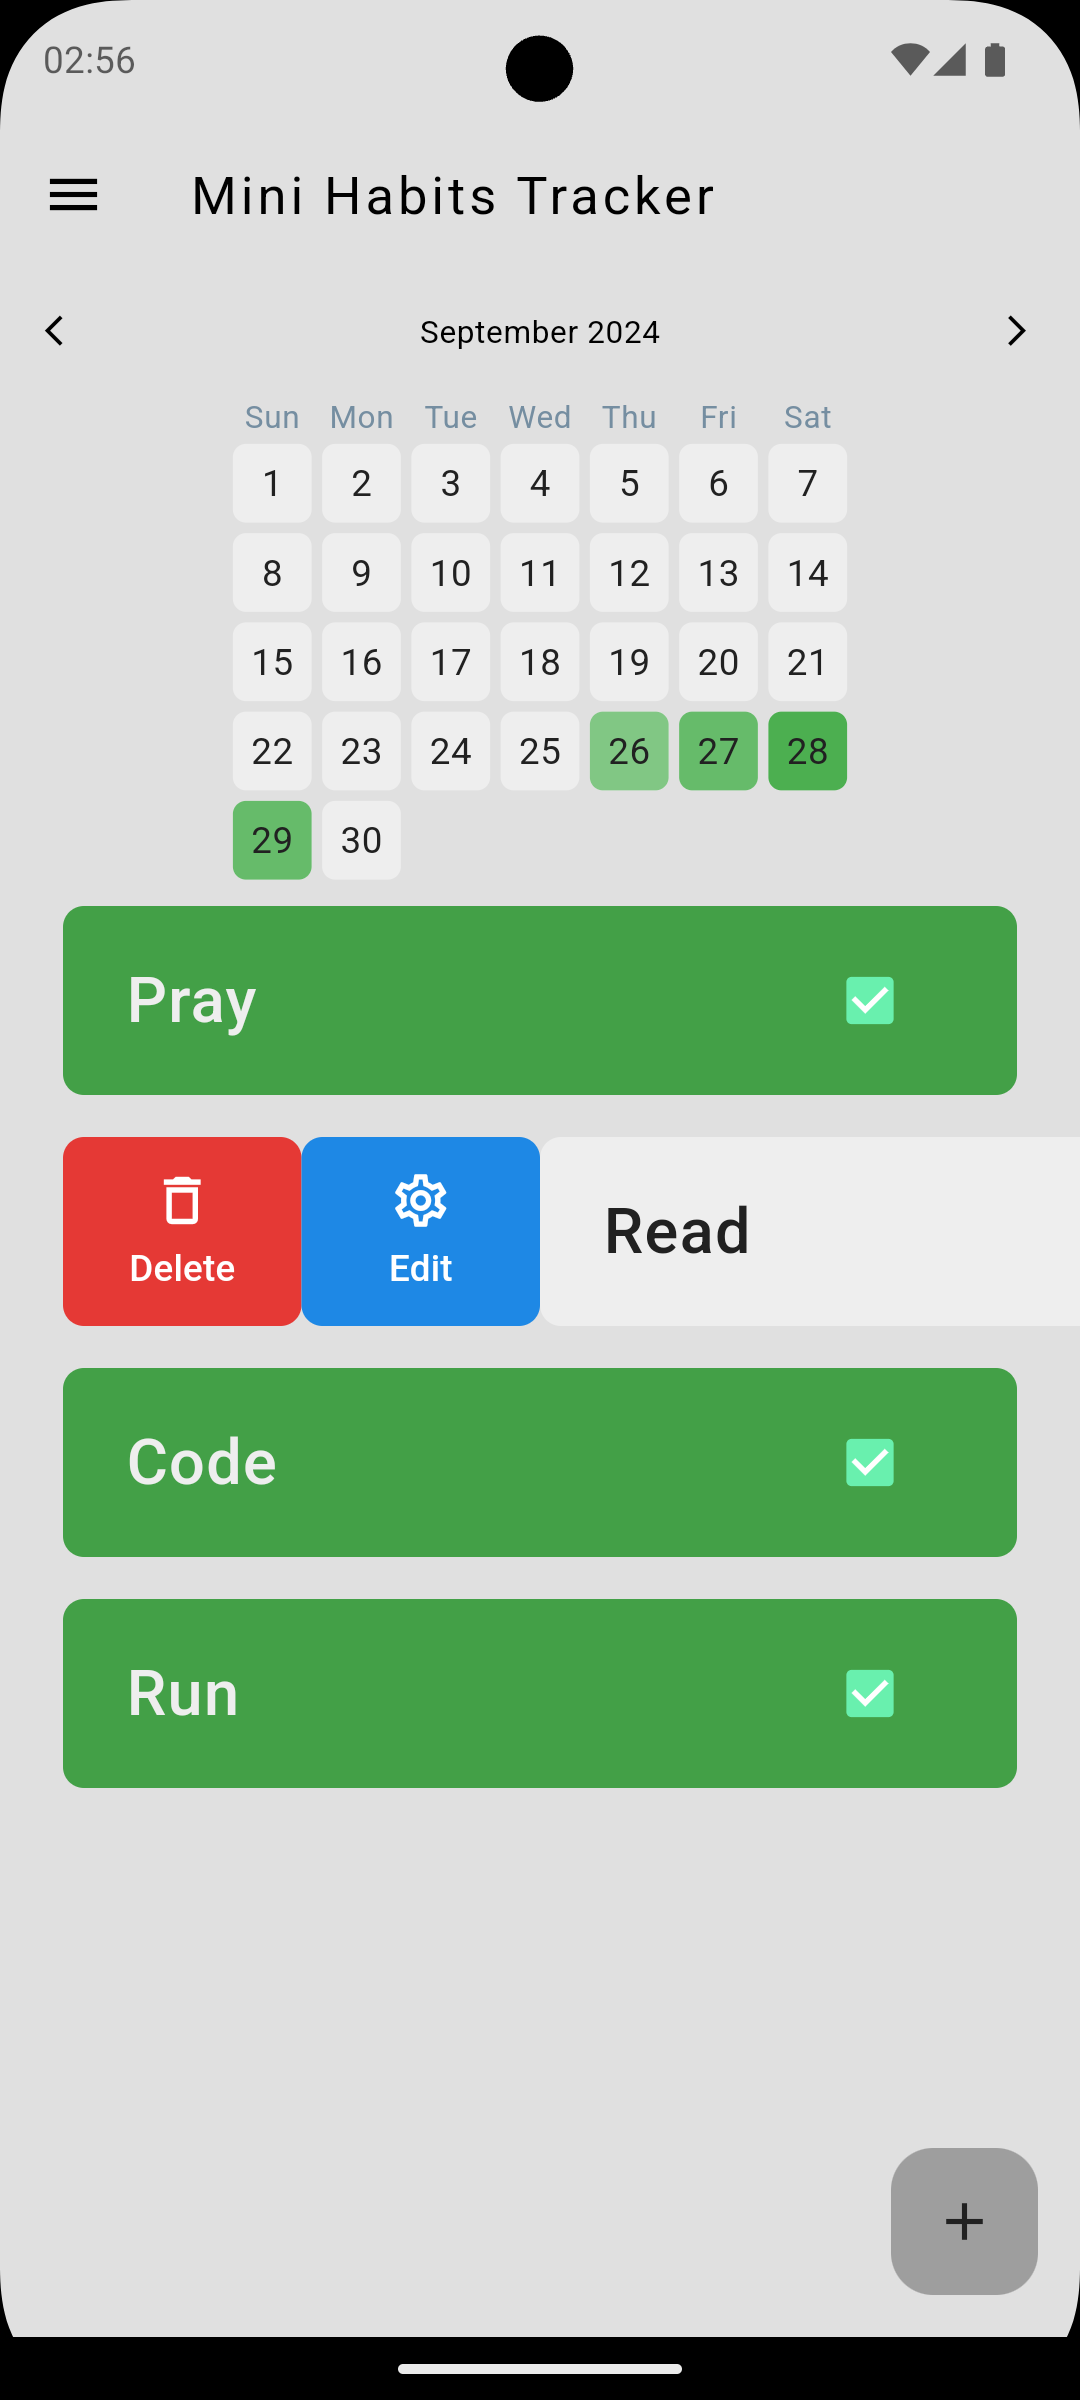 02:56
Mini Habits Tracker
September 2024
Sun Mon Tue Wed Thu Fri Sat
1 2 3 4 5 6 7
8 9 10 11 12 13 14
15 16 17 18 19 20 21
22 23 24 25 26 27 28
29 30
Pray
Delete Edit Read
Code
Run